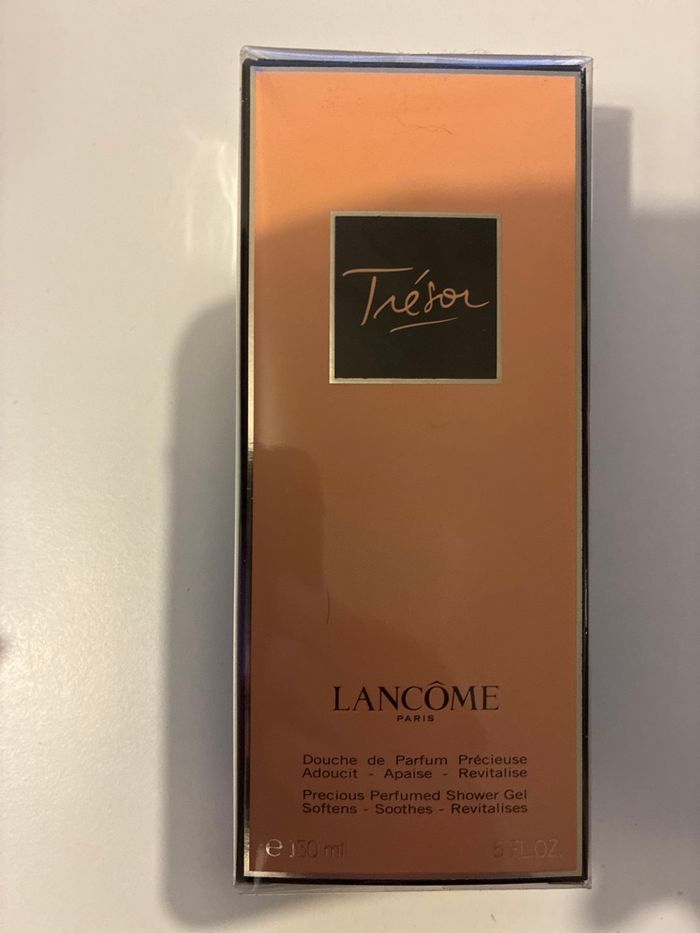 Trésor
LANCÔME
PARIS
Douche de Parfum Précieuse
Adoucit - Apaise - Revitalise
Precious Perfumed Shower Gel
Softens - Soothes - Revitalises
e 150 ml 5 FL.OZ.